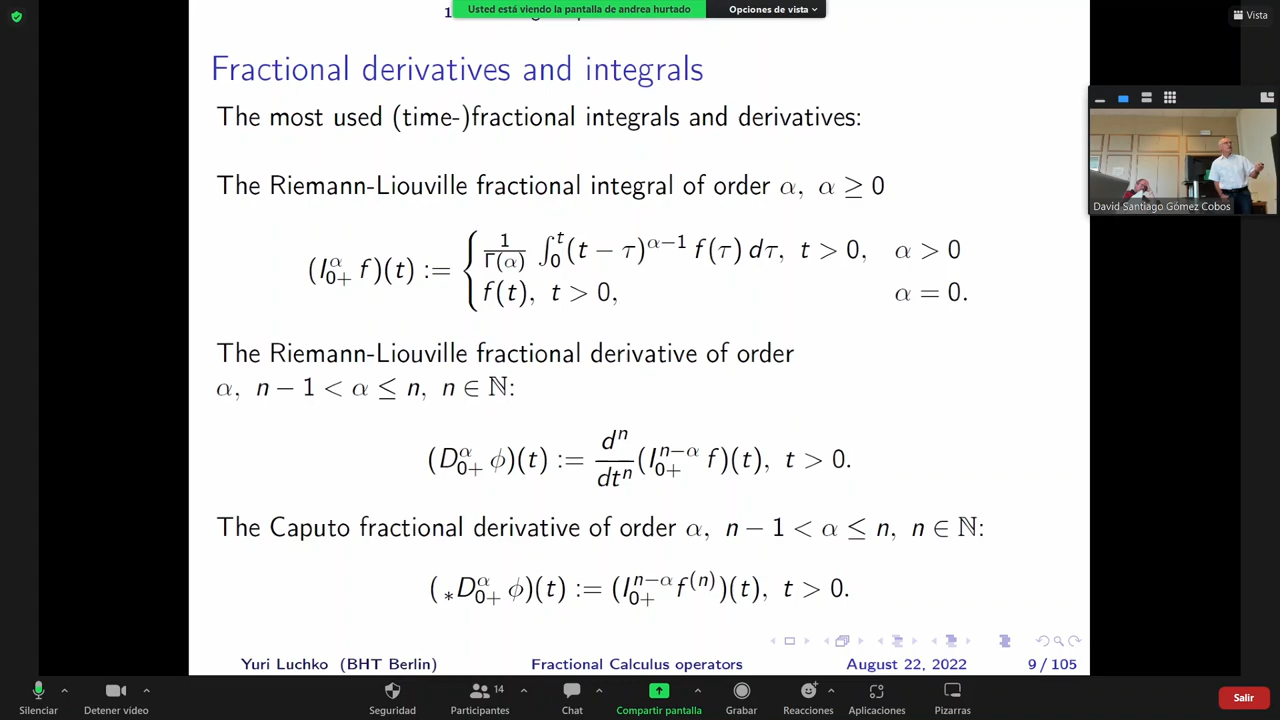 Usted está viendo la pantalla de andrea hurtado
Opciones de vista
Vista
Fractional derivatives and integrals
The most used (time-)fractional integrals and derivatives:
The Riemann-Liouville fractional integral of order α, α ≥ 0
(I^α_{0+} f)(t) := { 1/Γ(α) ∫_0^t (t − τ)^{α−1} f(τ) dτ, t > 0, α > 0
f(t), t > 0, α = 0.
The Riemann-Liouville fractional derivative of order
α, n − 1 < α ≤ n, n ∈ ℕ:
(D^α_{0+} ϕ)(t) := d^n/dt^n (I^{n−α}_{0+} f)(t), t > 0.
The Caputo fractional derivative of order α, n − 1 < α ≤ n, n ∈ ℕ:
( _*D^α_{0+} ϕ)(t) := (I^{n−α}_{0+} f^{(n)})(t), t > 0.
David Santiago Gómez Cobos
Yuri Luchko (BHT Berlin) Fractional Calculus operators August 22, 2022 9 / 105
14
Silenciar Detener vídeo Seguridad Participantes Chat Compartir pantalla Grabar Reacciones Aplicaciones Pizarras Salir